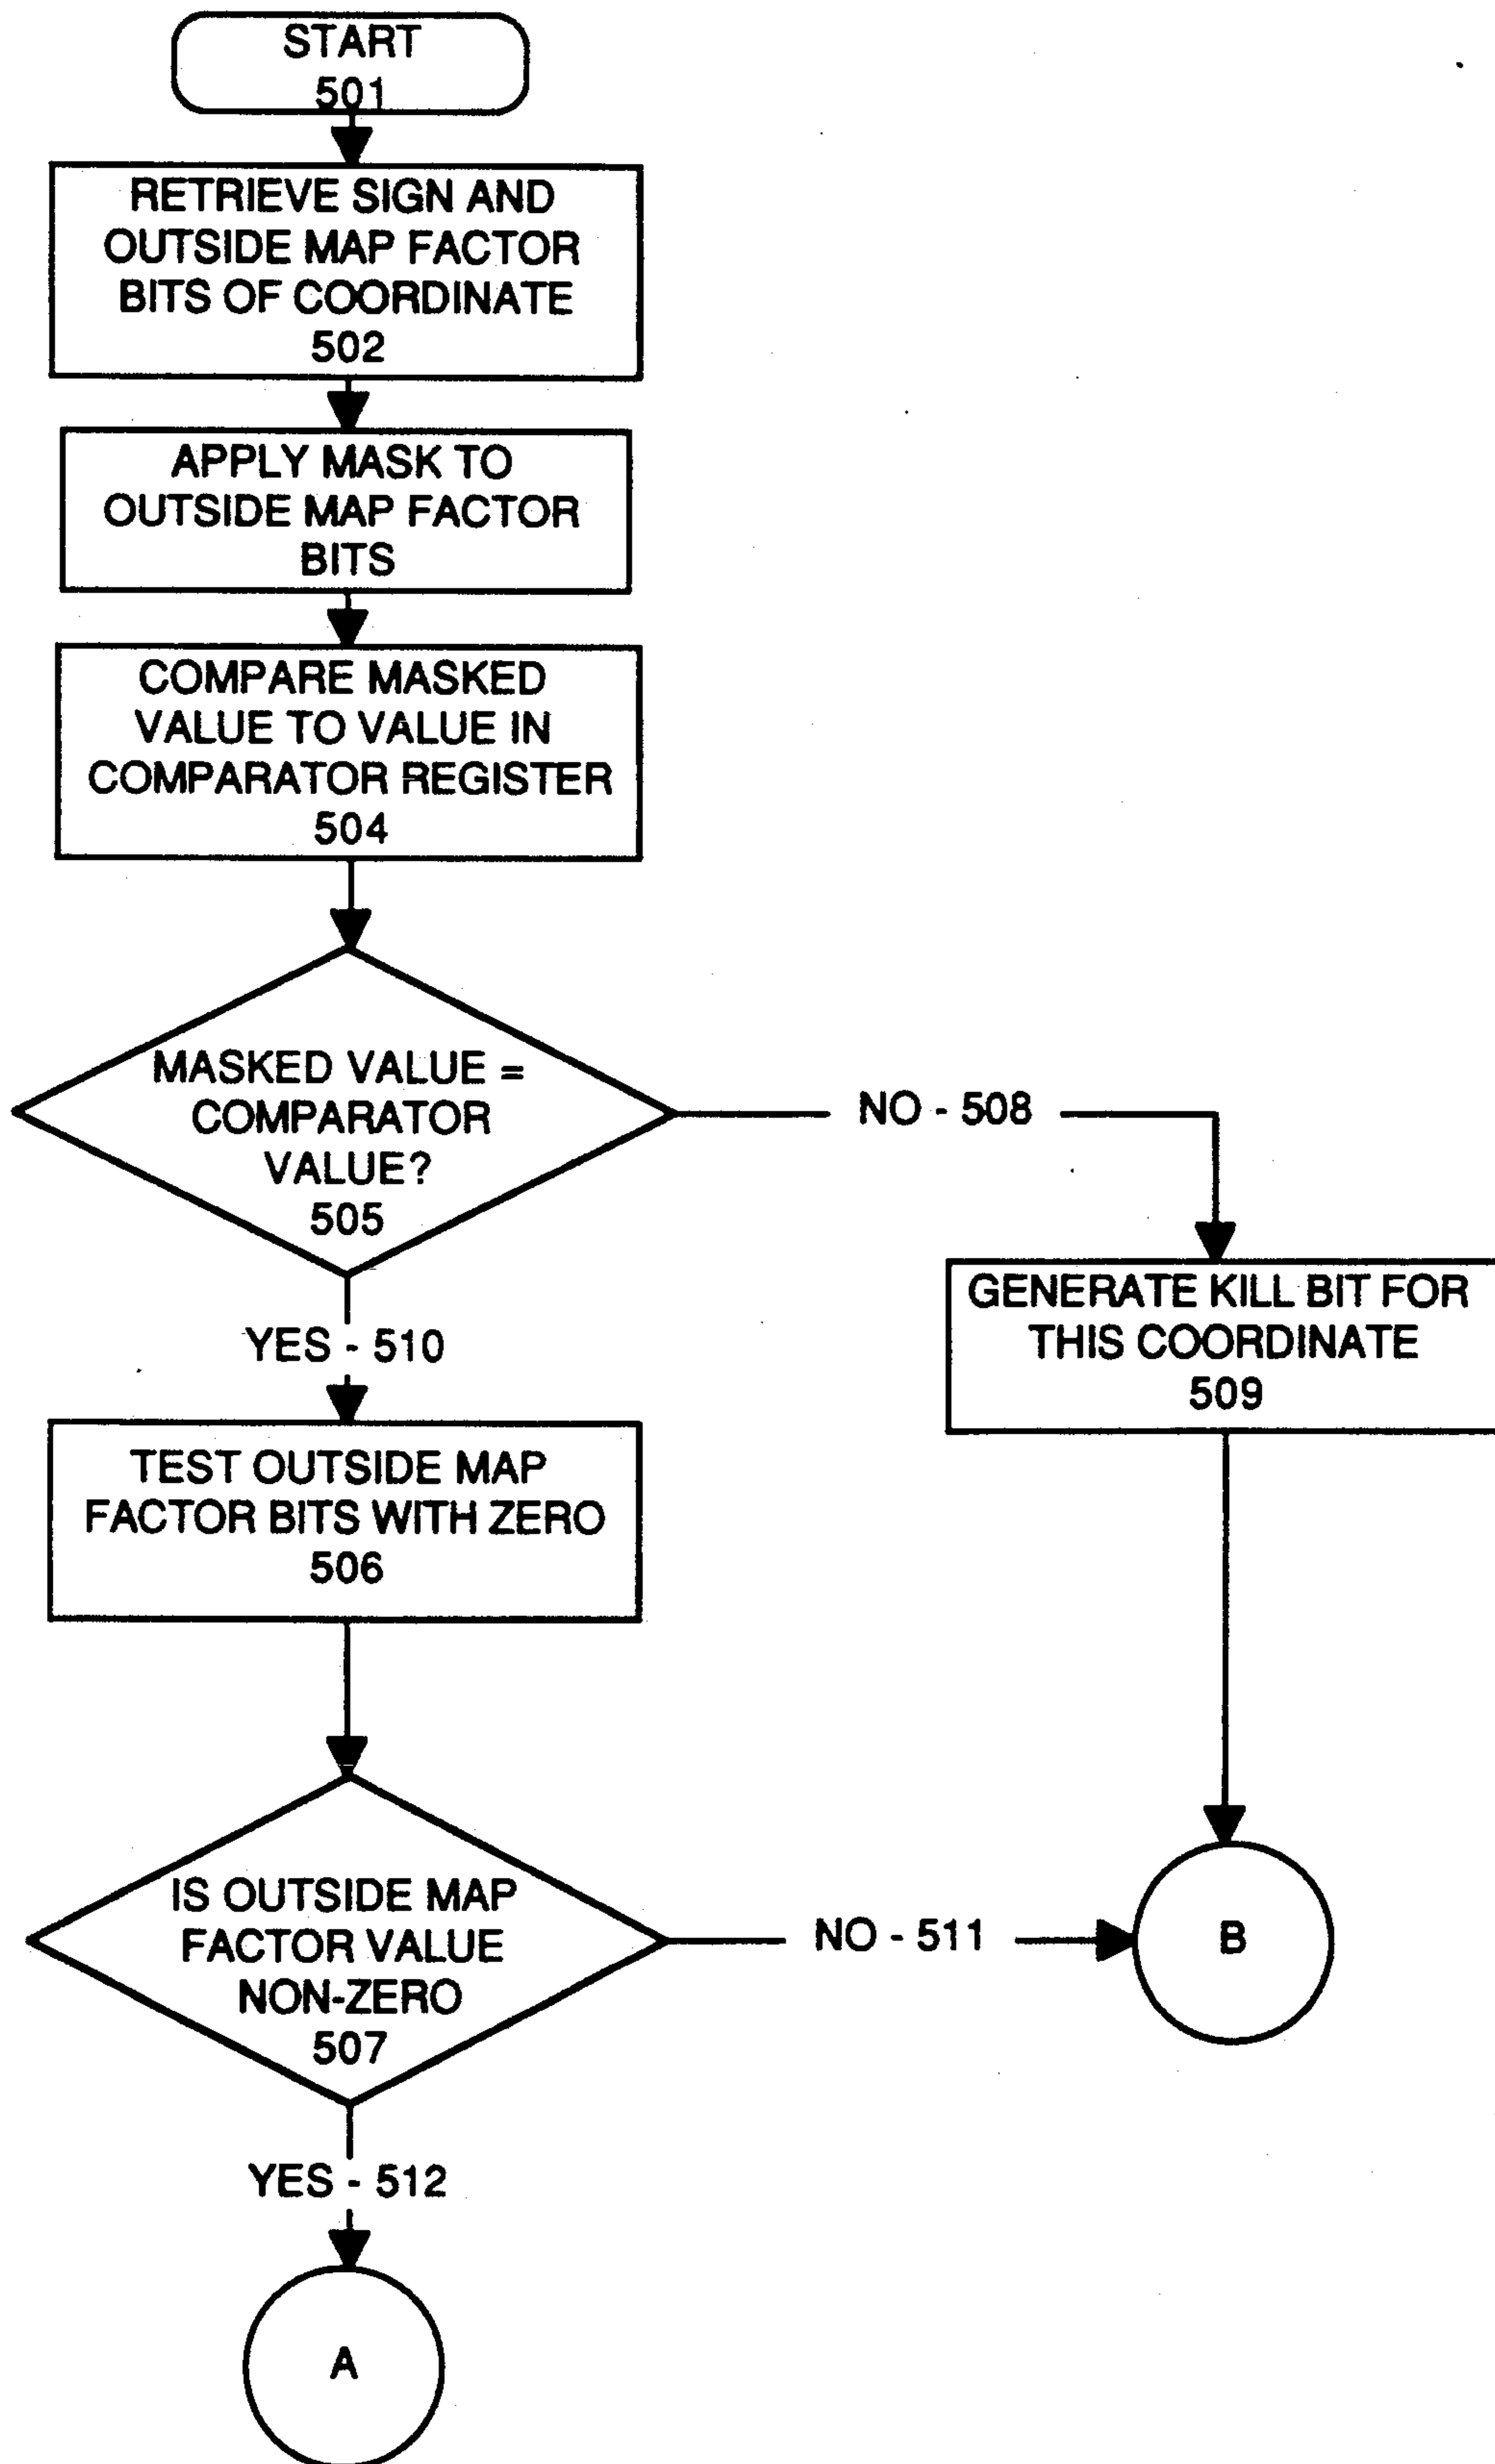 START
501
RETRIEVE SIGN AND
OUTSIDE MAP FACTOR
BITS OF COORDINATE
502
APPLY MASK TO
OUTSIDE MAP FACTOR
BITS
COMPARE MASKED
VALUE TO VALUE IN
COMPARATOR REGISTER
504
MASKED VALUE =
COMPARATOR
VALUE?
505
NO - 508
YES - 510
GENERATE KILL BIT FOR
THIS COORDINATE
509
TEST OUTSIDE MAP
FACTOR BITS WITH ZERO
506
IS OUTSIDE MAP
FACTOR VALUE
NON-ZERO
507
NO - 511
B
YES - 512
A